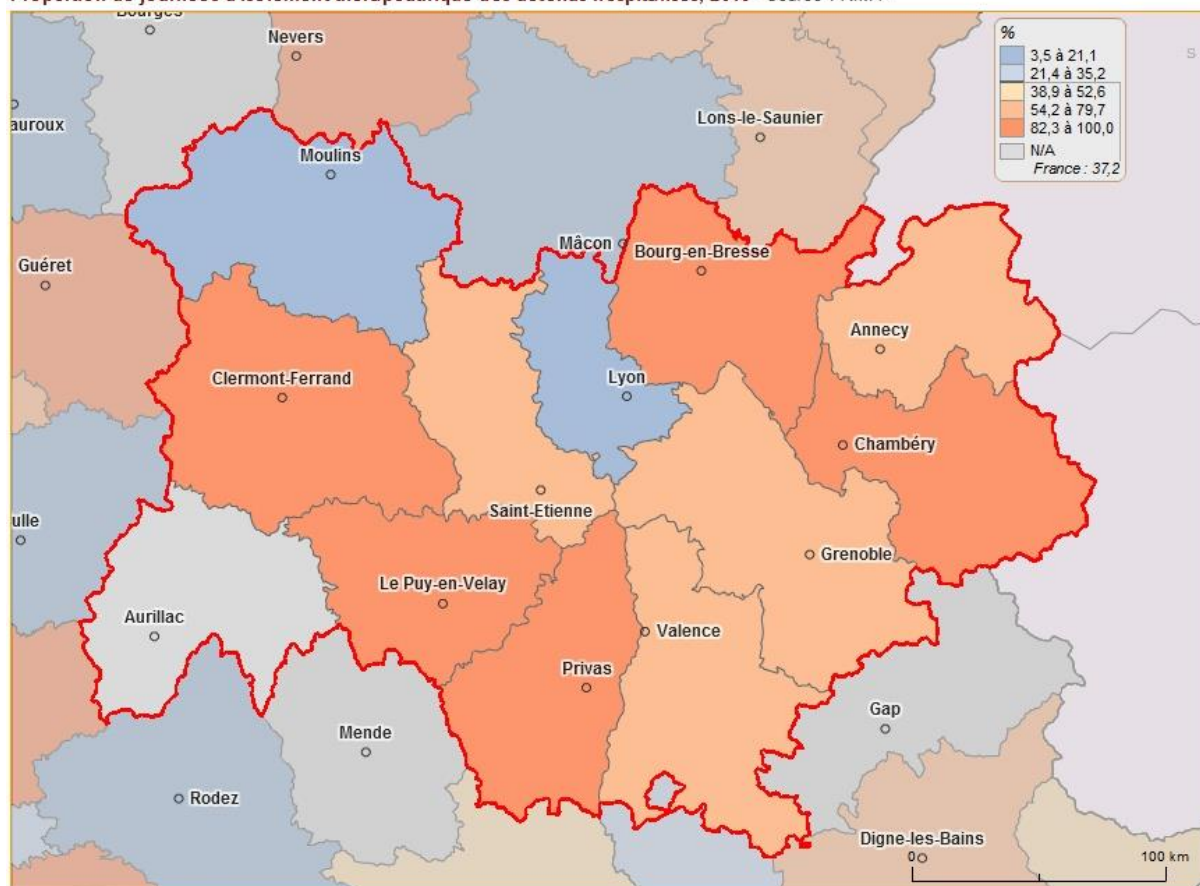 Bourges
Nevers
%
3,5 à 21,1
21,4 à 35,2
38,9 à 52,6
54,2 à 79,7
82,3 à 100,0
N/A
France : 37,2
S
auroux
Lons-le-Saunier
Moulins
Mâcon
Bourg-en-Bresse
Guéret
Annecy
Clermont-Ferrand
Lyon
Chambéry
Saint-Etienne
ulle
Grenoble
Le Puy-en-Velay
Aurillac
Valence
Privas
Gap
Mende
Rodez
Digne-les-Bains
0
100 km